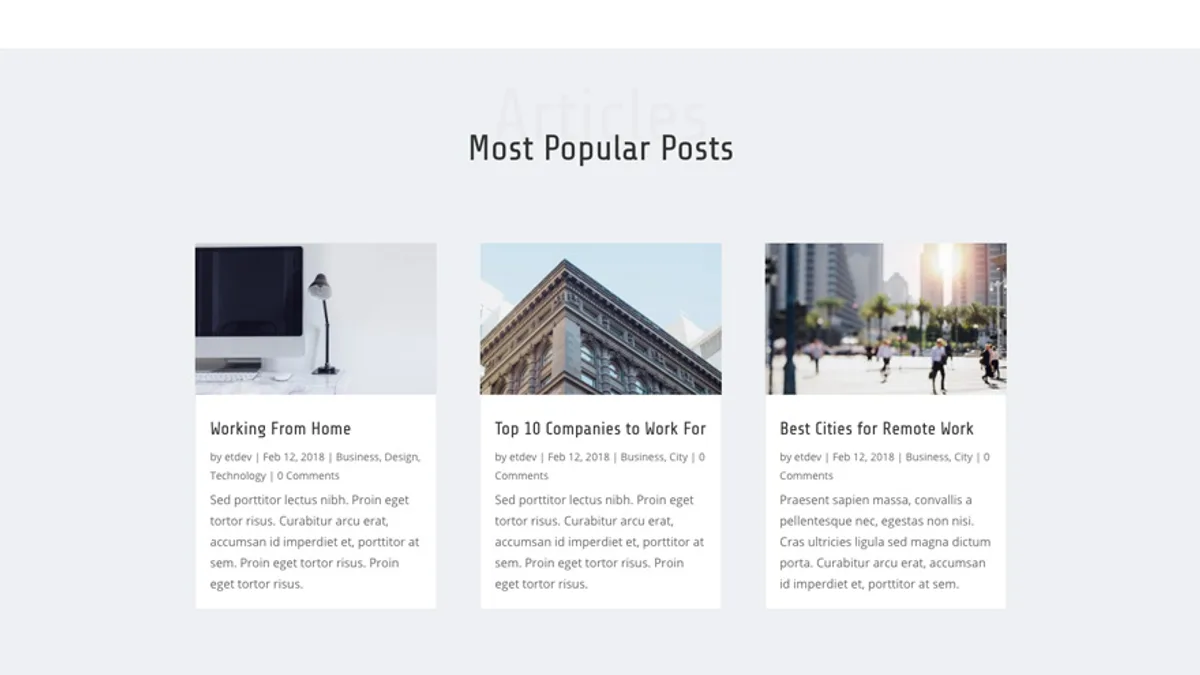 Articles
Most Popular Posts
Working From Home
by etdev | Feb 12, 2018 | Business, Design,
Technology | 0 Comments
Sed porttitor lectus nibh. Proin eget
tortor risus. Curabitur arcu erat,
accumsan id imperdiet et, porttitor at
sem. Proin eget tortor risus. Proin
eget tortor risus.
Top 10 Companies to Work For
by etdev | Feb 12, 2018 | Business, City | 0
Comments
Sed porttitor lectus nibh. Proin eget
tortor risus. Curabitur arcu erat,
accumsan id imperdiet et, porttitor at
sem. Proin eget tortor risus. Proin
eget tortor risus.
Best Cities for Remote Work
by etdev | Feb 12, 2018 | Business, City | 0
Comments
Praesent sapien massa, convallis a
pellentesque nec, egestas non nisi.
Cras ultricies ligula sed magna dictum
porta. Curabitur arcu erat, accumsan
id imperdiet et, porttitor at sem.